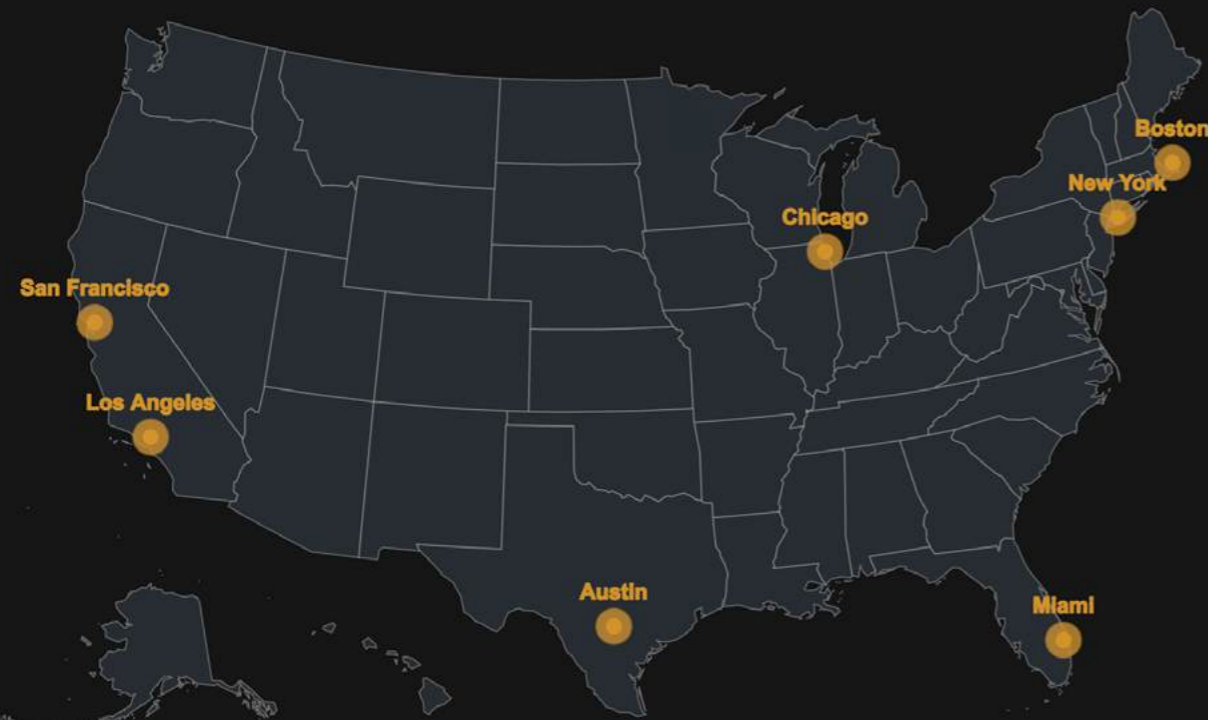 Boston
New York
Chicago
San Francisco
Los Angeles
Austin
Miami